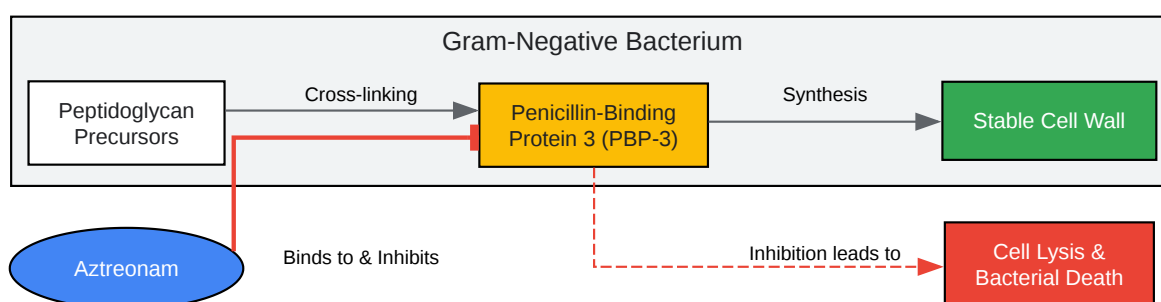 Gram-Negative Bacterium
Peptidoglycan
Precursors
Cross-linking
Penicillin-Binding
Protein 3 (PBP-3)
Synthesis
Stable Cell Wall
Aztreonam
Binds to & Inhibits
Inhibition leads to
Cell Lysis &
Bacterial Death